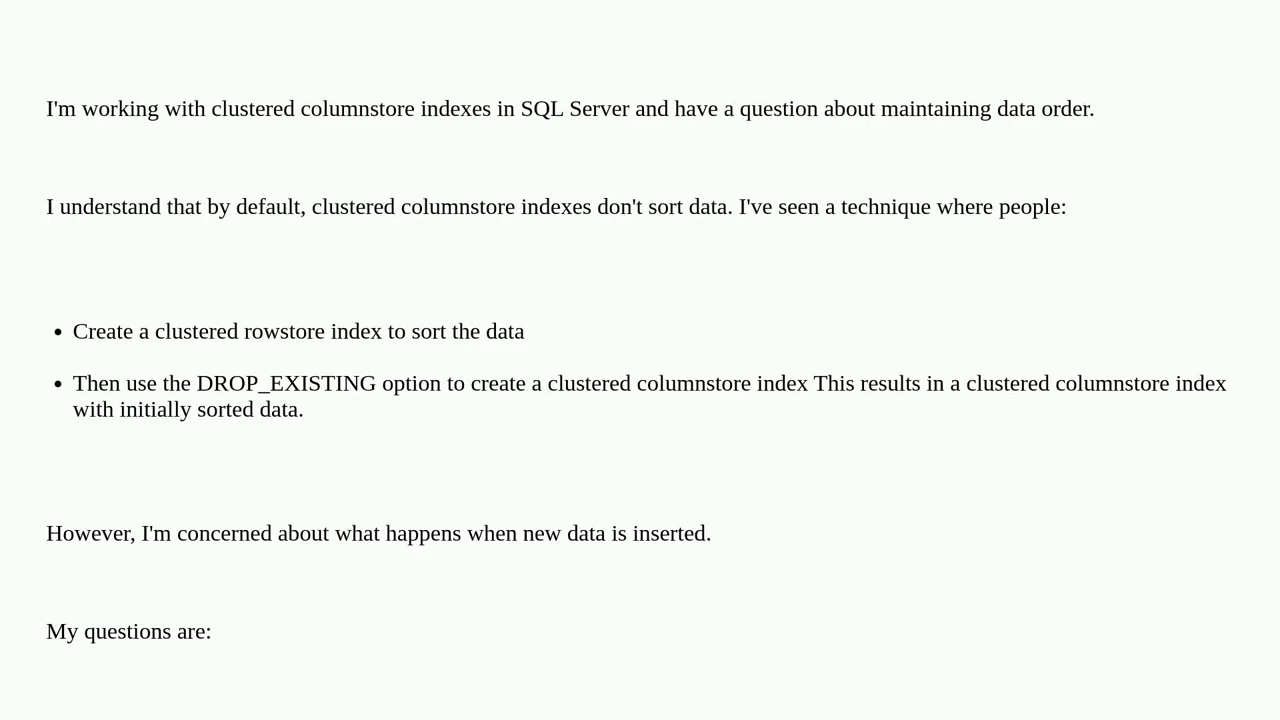 I'm working with clustered columnstore indexes in SQL Server and have a question about maintaining data order.
I understand that by default, clustered columnstore indexes don't sort data. I've seen a technique where people:
• Create a clustered rowstore index to sort the data
• Then use the DROP_EXISTING option to create a clustered columnstore index This results in a clustered columnstore index
with initially sorted data.
However, I'm concerned about what happens when new data is inserted.
My questions are: